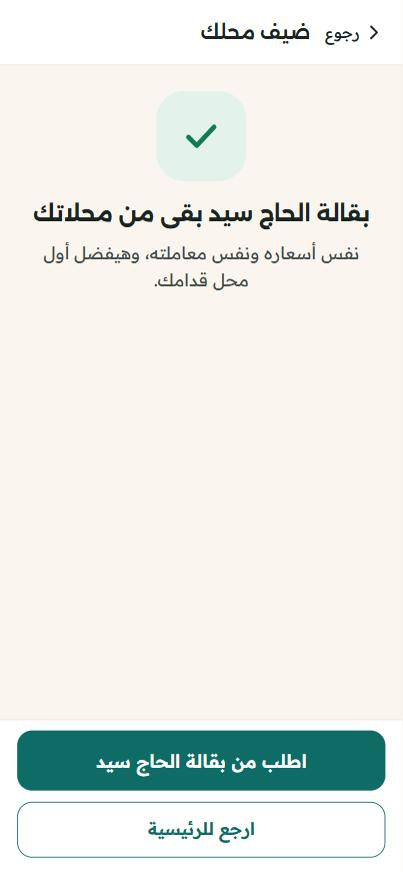 رجوع ضيف محلك
بقالة الحاج سيد بقى من محلاتك
نفس أسعاره ونفس معاملته، وهيفضل أول
محل قدامك.
اطلب من بقالة الحاج سيد
ارجع للرئيسية